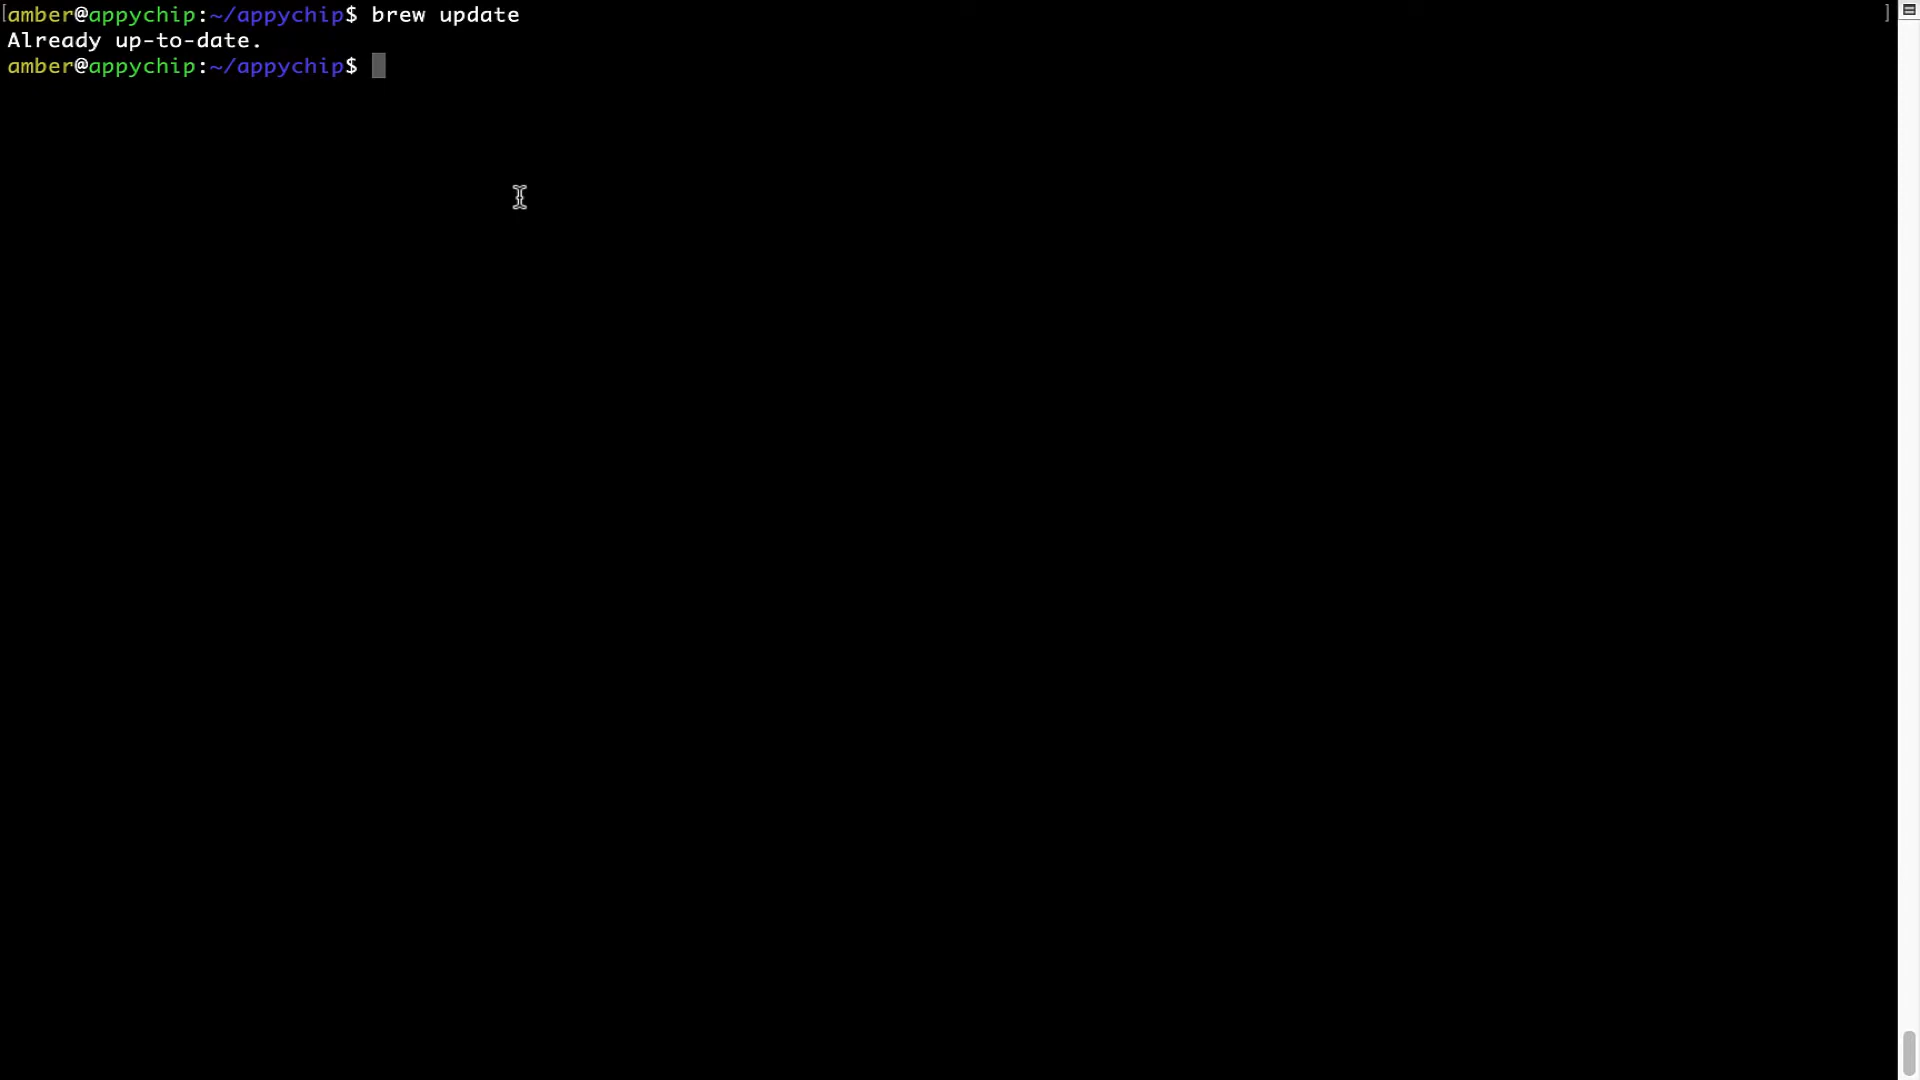 [amber@appychip:~/appychip$ brew update ]
Already up-to-date.
amber@appychip:~/appychip$